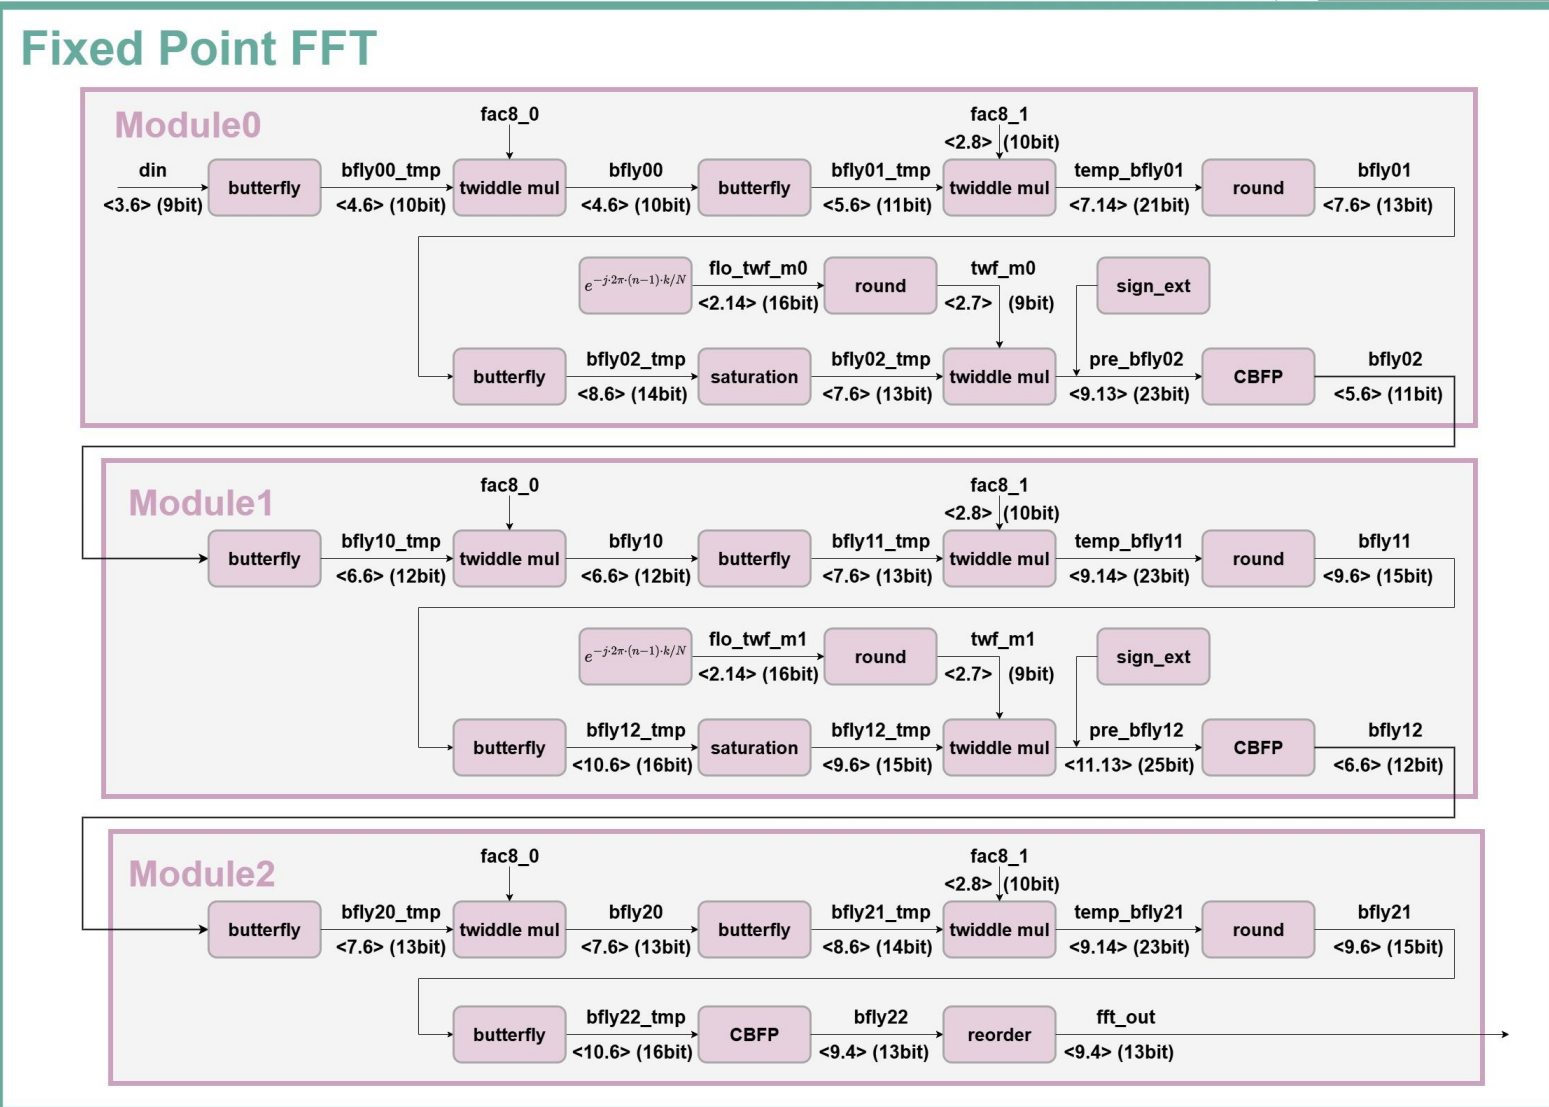 Fixed Point FFT
Module0
fac8_0
fac8_1
<2.8> (10bit)
din
<3.6> (9bit)
butterfly
bfly00_tmp
<4.6> (10bit)
twiddle mul
bfly00
<4.6> (10bit)
butterfly
bfly01_tmp
<5.6> (11bit)
twiddle mul
temp_bfly01
<7.14> (21bit)
round
bfly01
<7.6> (13bit)
e^{-j·2π·(n−1)·k/N}
flo_twf_m0
<2.14> (16bit)
round
twf_m0
<2.7> (9bit)
sign_ext
butterfly
bfly02_tmp
<8.6> (14bit)
saturation
bfly02_tmp
<7.6> (13bit)
twiddle mul
pre_bfly02
<9.13> (23bit)
CBFP
bfly02
<5.6> (11bit)
Module1
fac8_0
fac8_1
<2.8> (10bit)
butterfly
bfly10_tmp
<6.6> (12bit)
twiddle mul
bfly10
<6.6> (12bit)
butterfly
bfly11_tmp
<7.6> (13bit)
twiddle mul
temp_bfly11
<9.14> (23bit)
round
bfly11
<9.6> (15bit)
e^{-j·2π·(n−1)·k/N}
flo_twf_m1
<2.14> (16bit)
round
twf_m1
<2.7> (9bit)
sign_ext
butterfly
bfly12_tmp
<10.6> (16bit)
saturation
bfly12_tmp
<9.6> (15bit)
twiddle mul
pre_bfly12
<11.13> (25bit)
CBFP
bfly12
<6.6> (12bit)
Module2
fac8_0
fac8_1
<2.8> (10bit)
butterfly
bfly20_tmp
<7.6> (13bit)
twiddle mul
bfly20
<7.6> (13bit)
butterfly
bfly21_tmp
<8.6> (14bit)
twiddle mul
temp_bfly21
<9.14> (23bit)
round
bfly21
<9.6> (15bit)
butterfly
bfly22_tmp
<10.6> (16bit)
CBFP
bfly22
<9.4> (13bit)
reorder
fft_out
<9.4> (13bit)